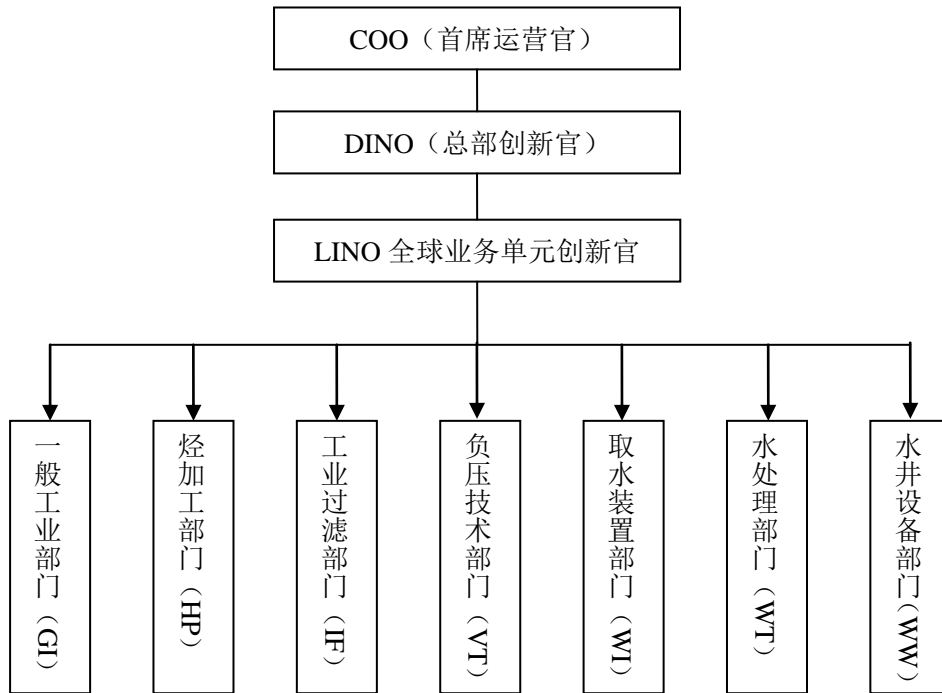 COO（首席运营官）
DINO（总部创新官）
LINO 全球业务单元创新官
一般工业部门（GI）
烃加工部门（HP）
工业过滤部门（IF）
负压技术部门（VT）
取水装置部门（WI）
水处理部门（WT）
水井设备部门（WW）